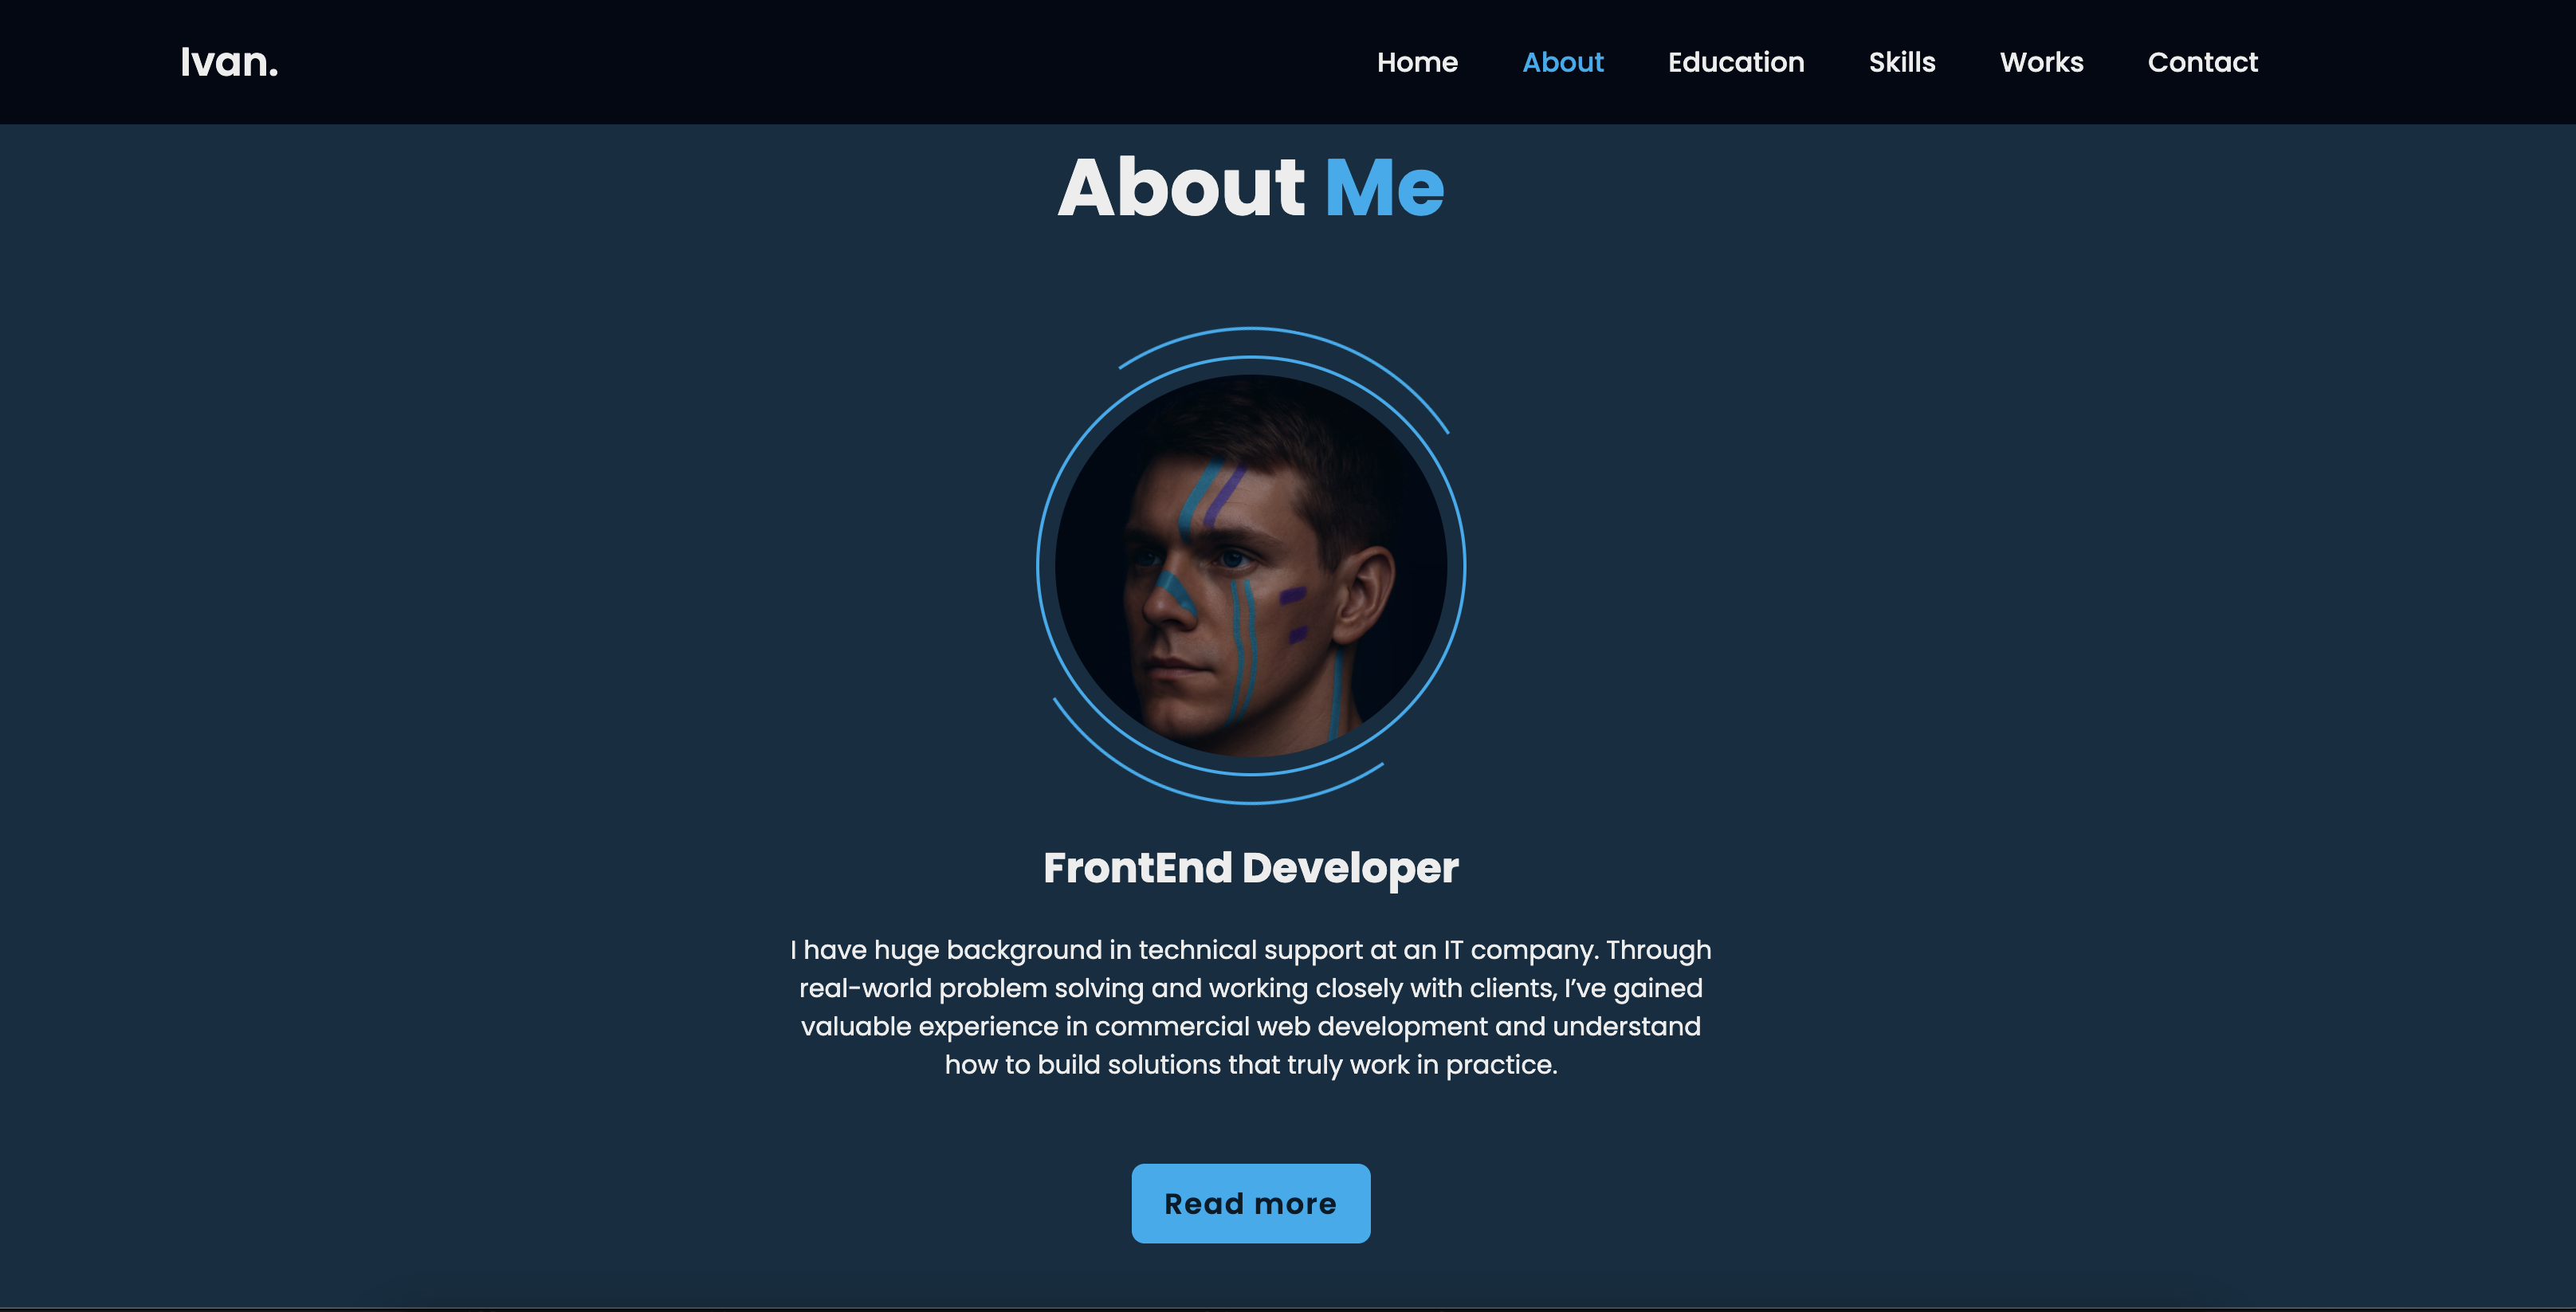 Ivan.
Home About Education Skills Works Contact
About Me
FrontEnd Developer
I have huge background in technical support at an IT company. Through
real-world problem solving and working closely with clients, I’ve gained
valuable experience in commercial web development and understand
how to build solutions that truly work in practice.
Read more